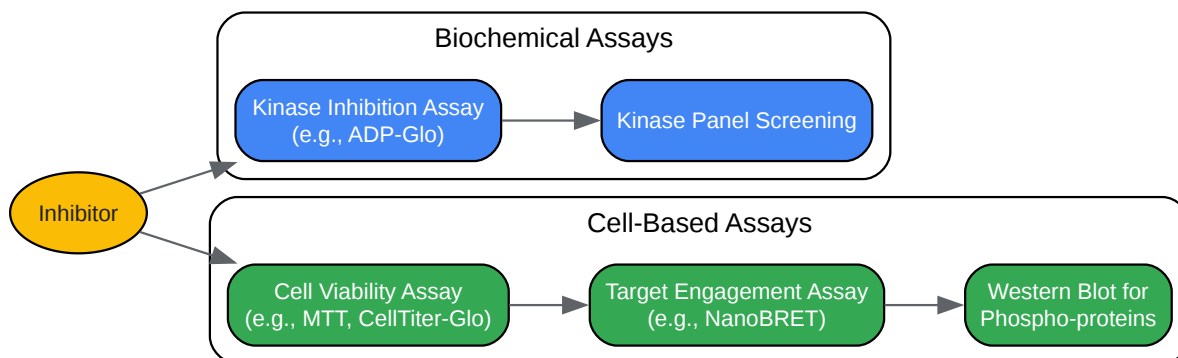 Biochemical Assays
Kinase Inhibition Assay
(e.g., ADP-Glo)
Kinase Panel Screening
Inhibitor
Cell-Based Assays
Cell Viability Assay
(e.g., MTT, CellTiter-Glo)
Target Engagement Assay
(e.g., NanoBRET)
Western Blot for
Phospho-proteins